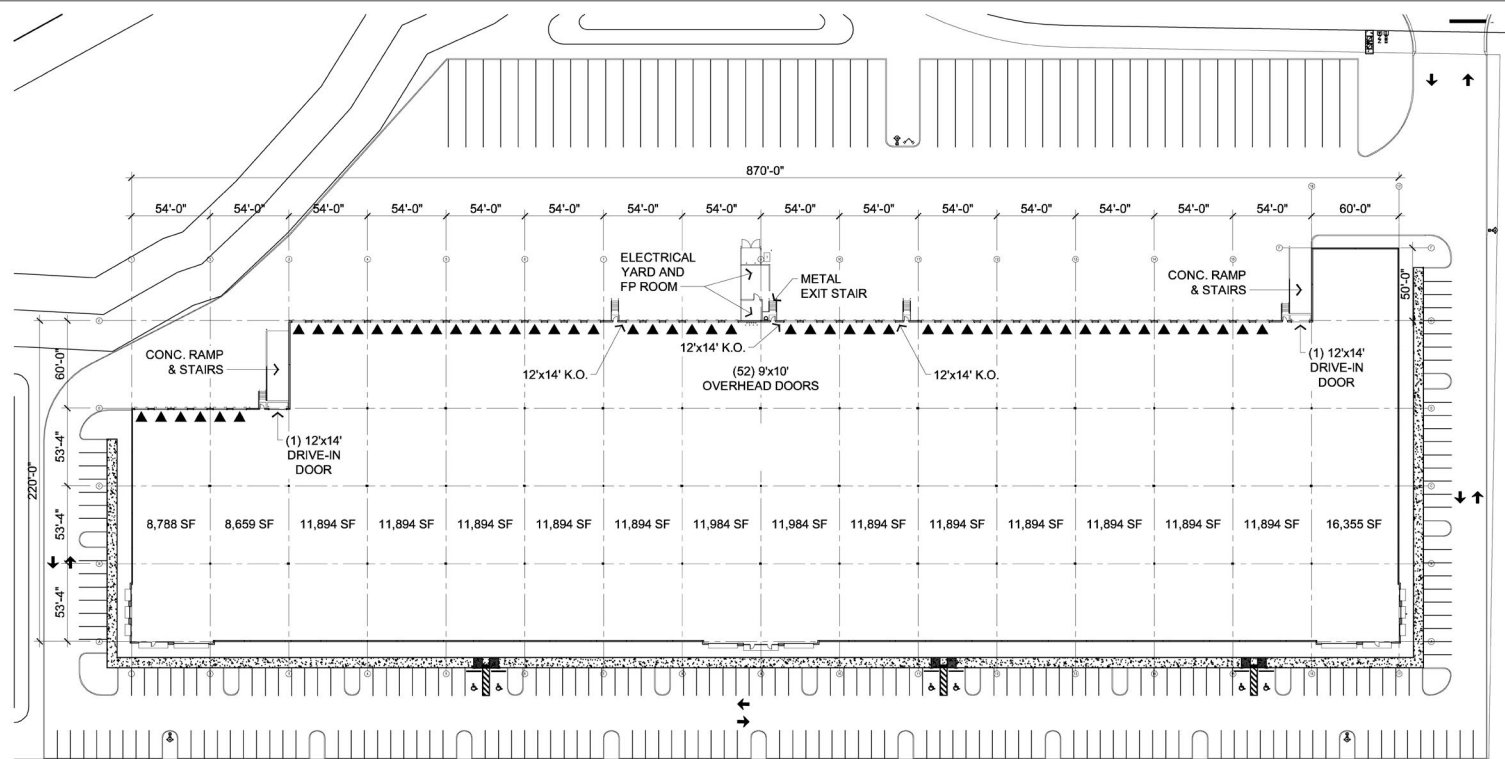 870'-0"
54'-0" 54'-0" 54'-0" 54'-0" 54'-0" 54'-0" 54'-0" 54'-0" 54'-0" 54'-0" 54'-0" 54'-0" 54'-0" 54'-0" 54'-0" 60'-0"
ELECTRICAL
YARD AND
FP ROOM
METAL
EXIT STAIR
CONC. RAMP
& STAIRS
50'-0"
CONC. RAMP
& STAIRS
60'-0"
12'x14' K.O.
12'x14' K.O.
(52) 9'x10'
OVERHEAD DOORS
12'x14' K.O.
(1) 12'x14'
DRIVE-IN
DOOR
(1) 12'x14'
DRIVE-IN
DOOR
53'-4"
220'-0"
53'-4"
53'-4"
8,788 SF 8,659 SF 11,894 SF 11,894 SF 11,894 SF 11,894 SF 11,894 SF 11,984 SF 11,984 SF 11,894 SF 11,894 SF 11,894 SF 11,894 SF 11,894 SF 11,894 SF 16,355 SF